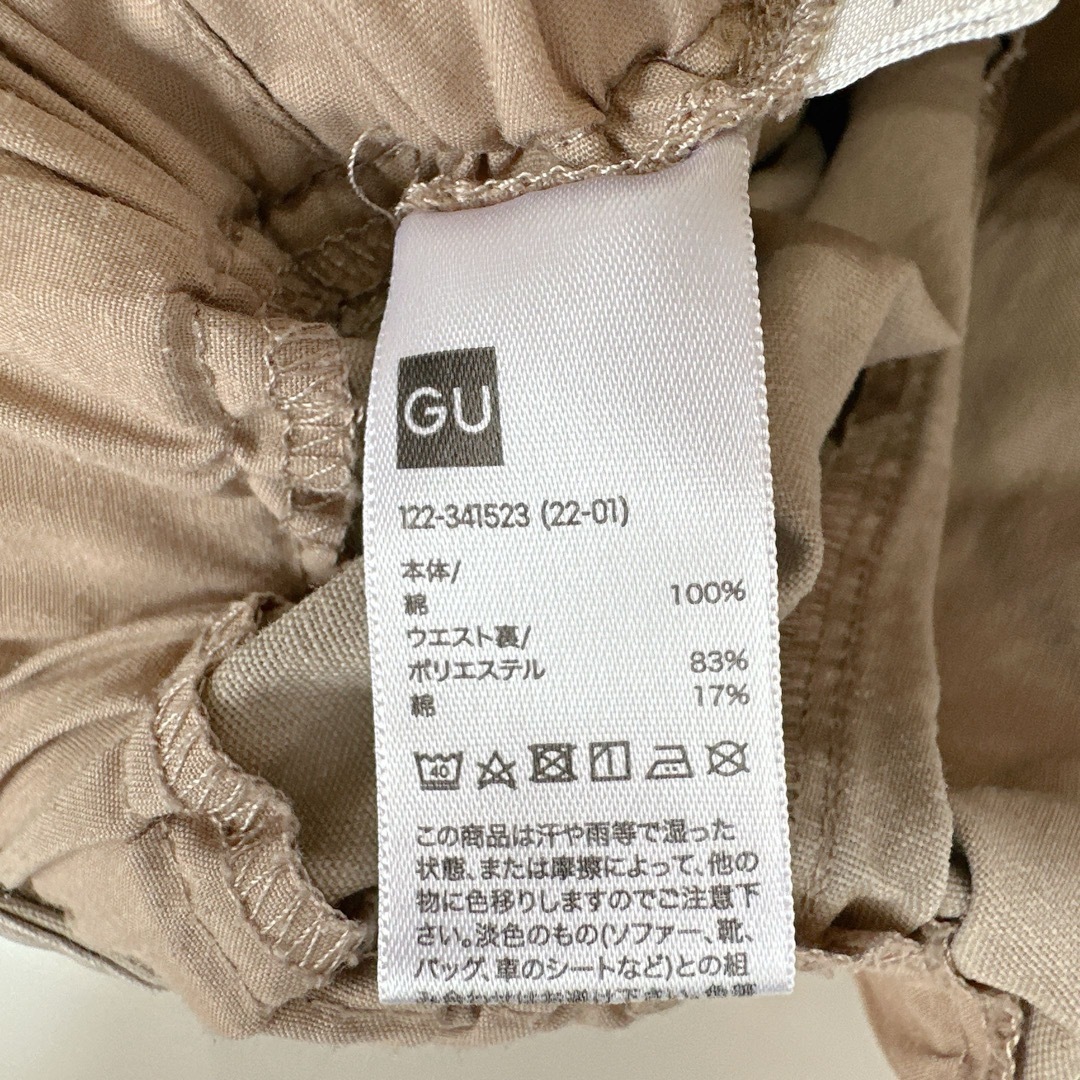 GU
122-341523 (22-01)
本体/
綿 100%
ウエスト裏/
ポリエステル 83%
綿 17%
40
この商品は汗や雨等で湿った
状態、または摩擦によって、他の
物に色移りしますのでご注意下
さい。淡色のもの(ソファー、靴、
バッグ、車のシートなど)との組